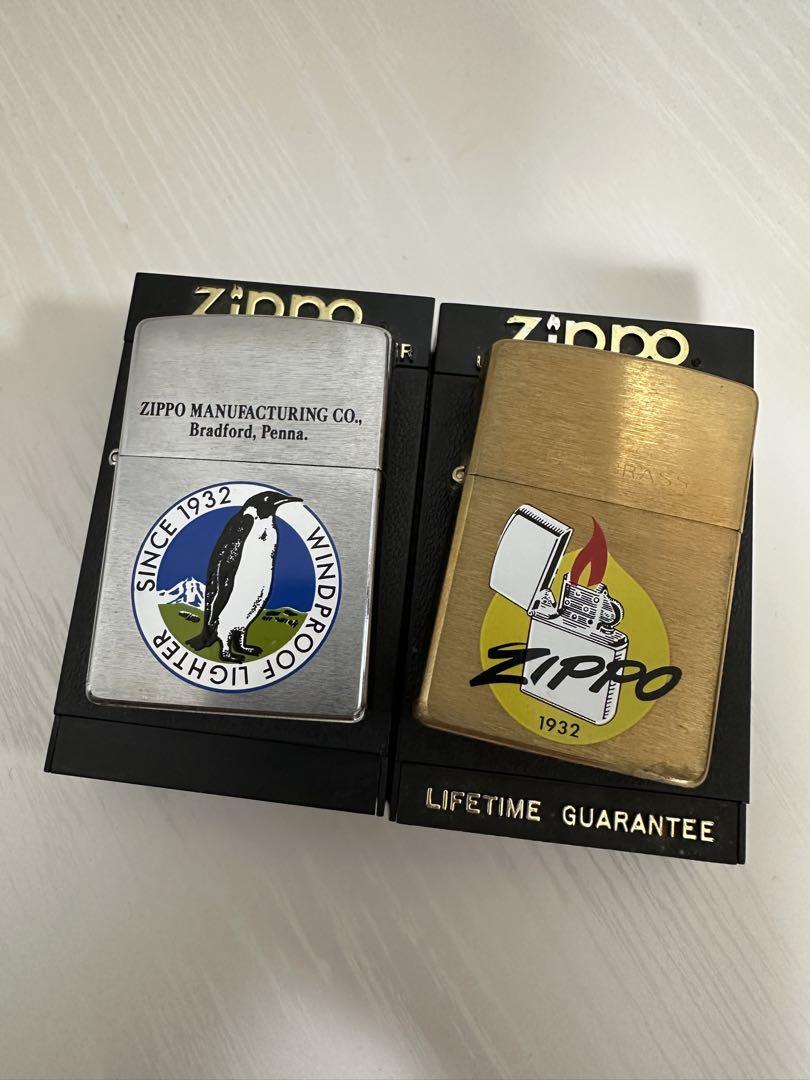 Zippo
ZIPPO MANUFACTURING CO.,
Bradford, Penna.
SINCE 1932
WINDPROOF LIGHTER
Zippo
ZIPPO
1932
LIFETIME GUARANTEE